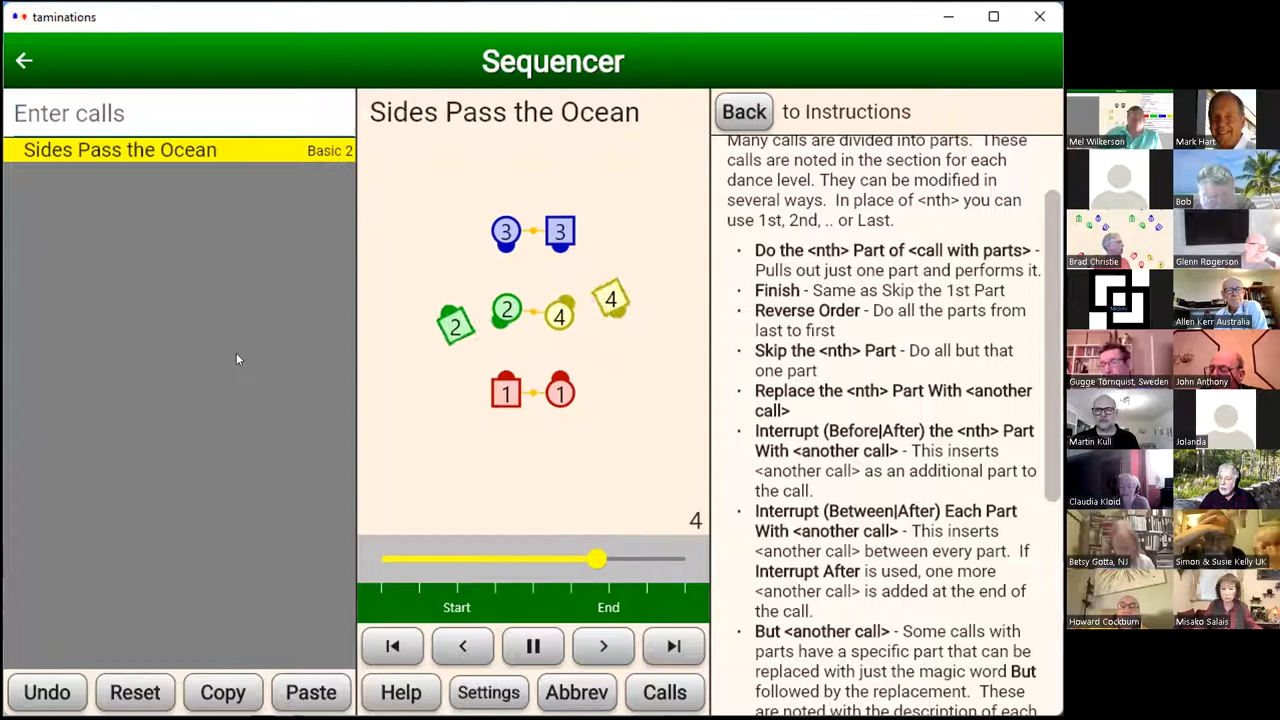 taminations
Sequencer
Enter calls
Sides Pass the Ocean Basic 2
Undo Reset Copy Paste
Sides Pass the Ocean
3 3
2 2 4 4
1 1
4
Start End
Help Settings Abbrev Calls
Back to Instructions
Many calls are divided into parts. These
calls are noted in the section for each
dance level. They can be modified in
several ways. In place of <nth> you can
use 1st, 2nd, .. or Last.
· Do the <nth> Part of <call with parts> -
Pulls out just one part and performs it.
· Finish - Same as Skip the 1st Part
· Reverse Order - Do all the parts from
last to first
· Skip the <nth> Part - Do all but that
one part
· Replace the <nth> Part With <another
call>
· Interrupt (Before|After) the <nth> Part
With <another call> - This inserts
<another call> as an additional part to
the call.
· Interrupt (Between|After) Each Part
With <another call> - This inserts
<another call> between every part. If
Interrupt After is used, one more
<another call> is added at the end of
the call.
· But <another call> - Some calls with
parts have a specific part that can be
replaced with just the magic word But
followed by the replacement. These
are noted with the description of each
Mel Wilkerson
Mark Hart
Bob
Brad Christie
Glenn Rogerson
Allen Kerr Australia
Gugge Törnquist, Sweden
John Anthony
Martin Kull
Jolanda
Claudia Kloid
Betsy Gotta, NJ
Simon & Susie Kelly UK
Howard Cockburn
Misako Salais